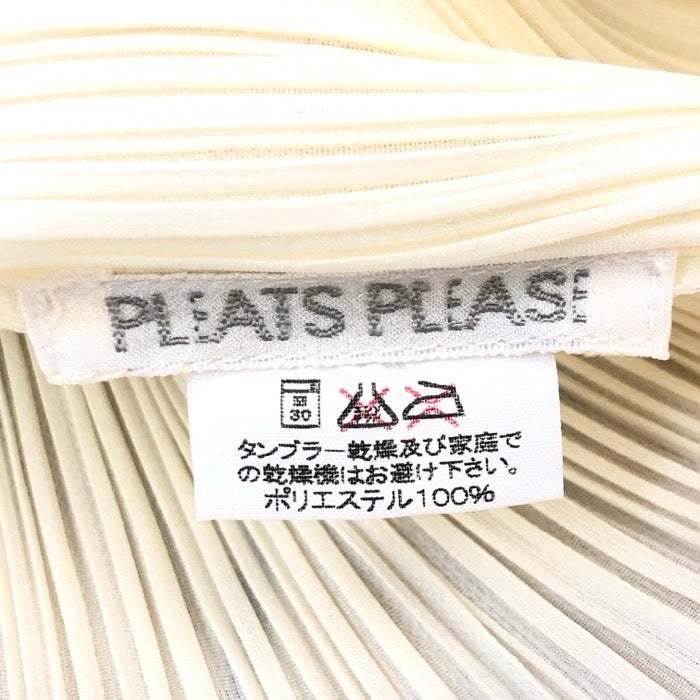 PLEATS PLEASE
30
タンブラー乾燥及び家庭で
の乾燥機はお避け下さい。
ポリエステル100%